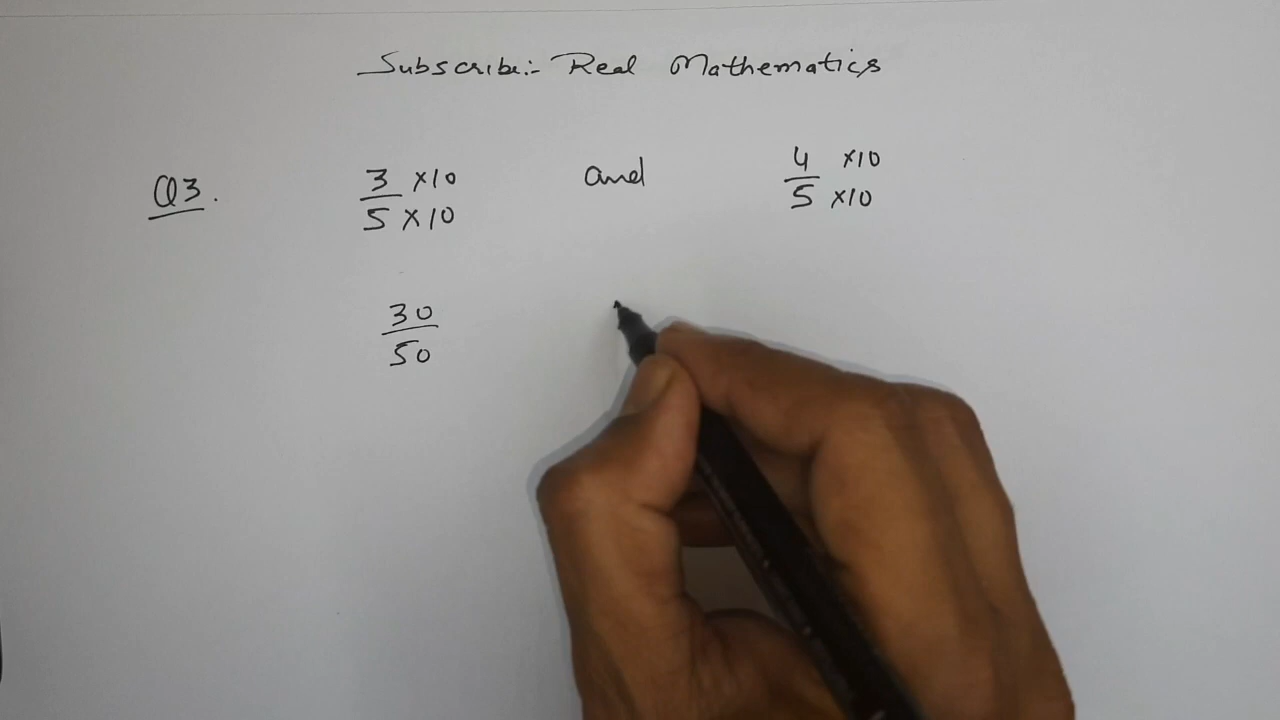 Subscribe:- Real Mathematics
Q3. 3/5 ×10/×10 and 4/5 ×10/×10
30/50